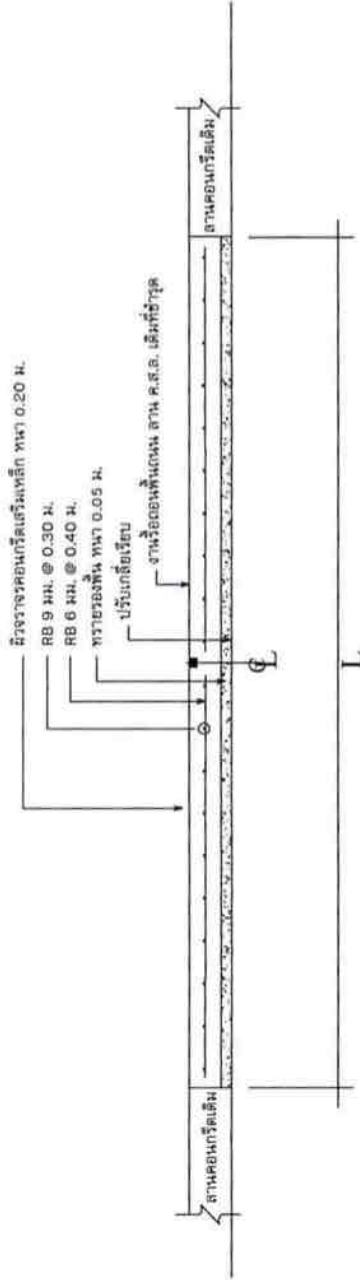 ผิวจราจรคอนกรีตเสริมเหล็ก หนา 0.20 ม.
RB 9 มม. @ 0.30 ม.
RB 6 มม. @ 0.40 ม.
ทรายรองพื้น หนา 0.05 ม.
ปรับเกลี่ยเรียบ
งานรื้อถอนพื้นถนน ลาน ค.ส.ล. เดิมที่ชำรุด
ลานคอนกรีตเดิม
ลานคอนกรีตเดิม
℄
L